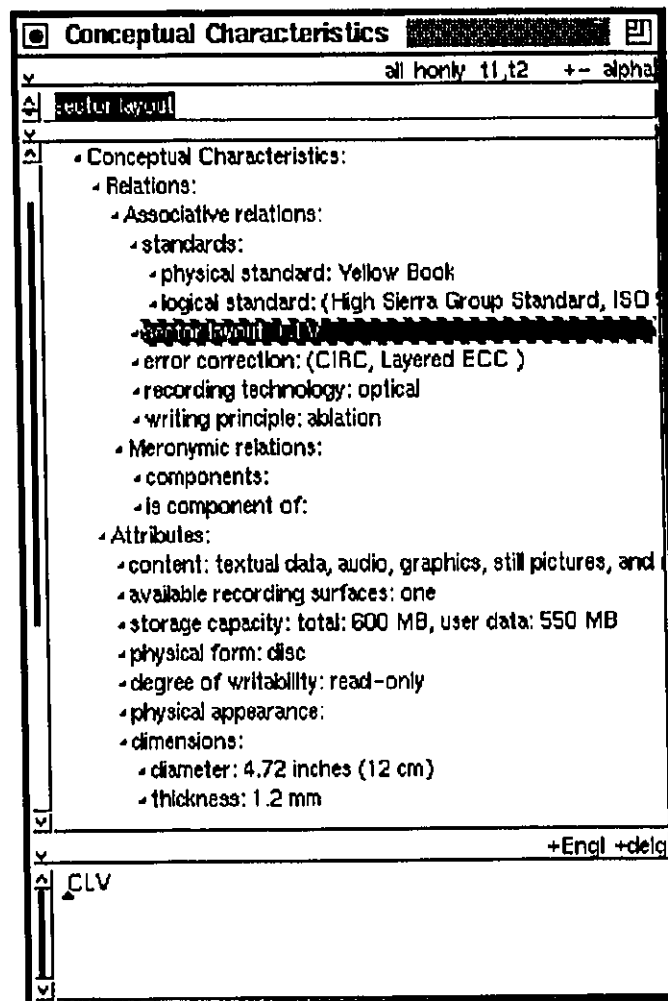 Conceptual Characteristics
all honly t1,t2 +- alpha
sector layout
Conceptual Characteristics:
Relations:
Associative relations:
standards:
physical standard: Yellow Book
logical standard: (High Sierra Group Standard, ISO
sector layout: CLV
error correction: (CIRC, Layered ECC )
recording technology: optical
writing principle: ablation
Meronymic relations:
components:
is component of:
Attributes:
content: textual data, audio, graphics, still pictures, and
available recording surfaces: one
storage capacity: total: 600 MB, user data: 550 MB
physical form: disc
degree of writability: read-only
physical appearance:
dimensions:
diameter: 4.72 inches (12 cm)
thickness: 1.2 mm
+Engl +delg
CLV